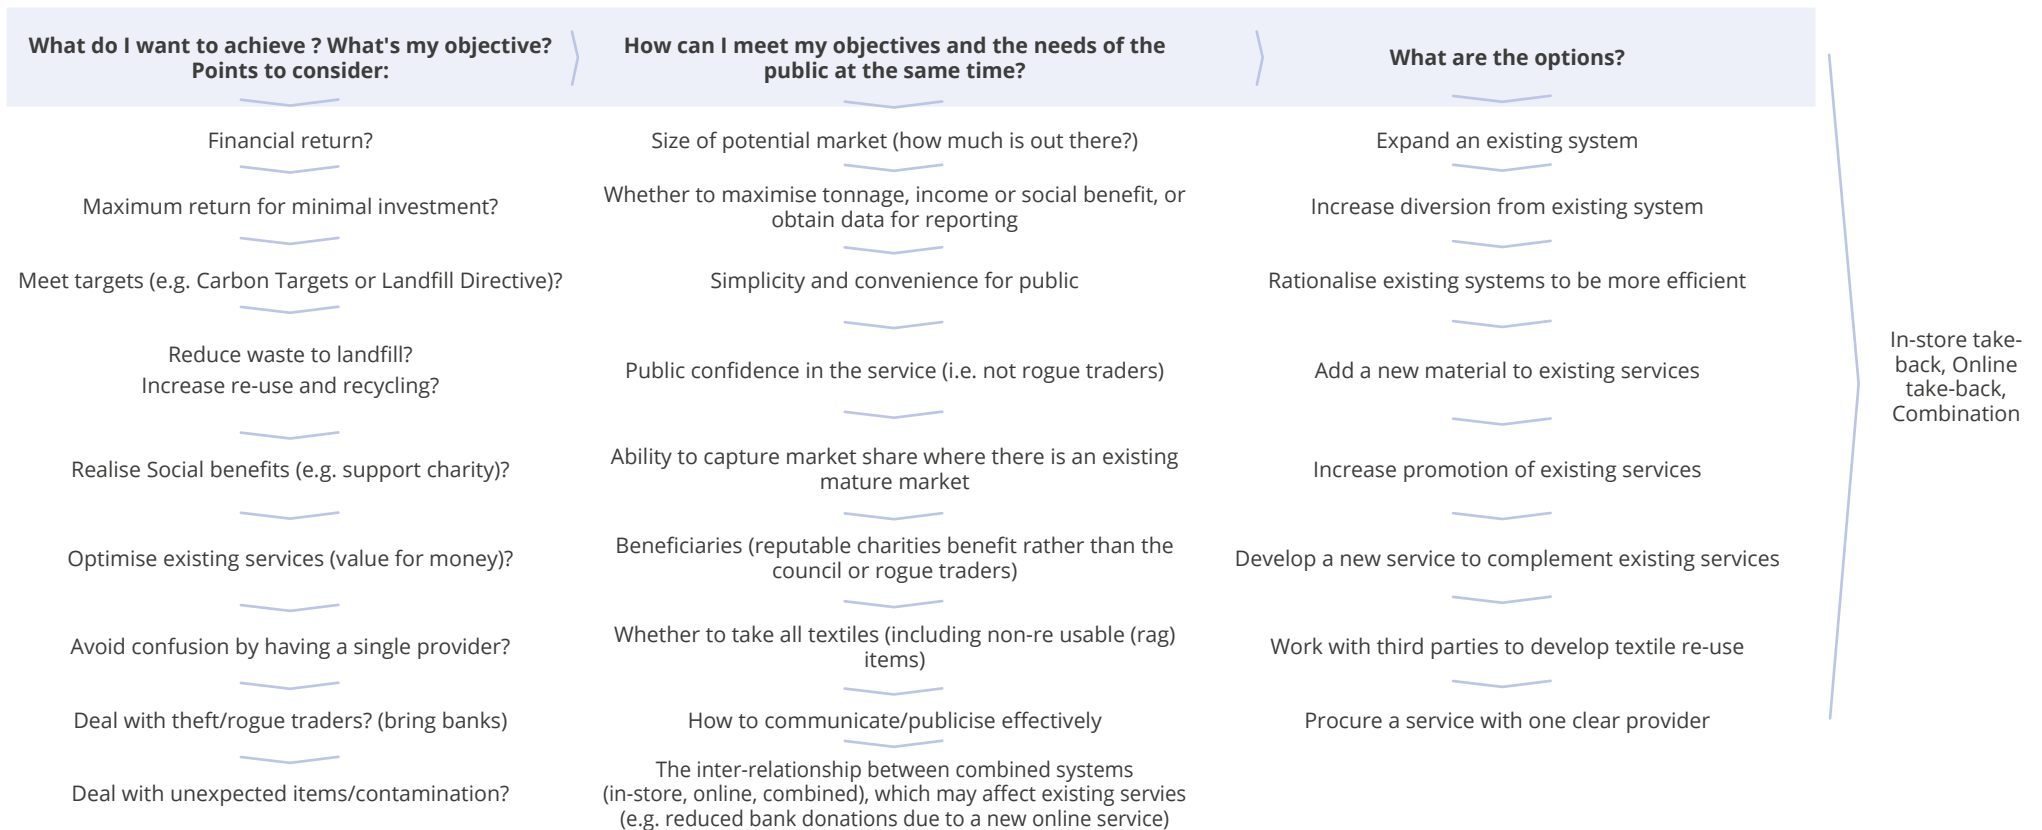 What do I want to achieve ? What's my objective?
Points to consider:
Financial return?
Maximum return for minimal investment?
Meet targets (e.g. Carbon Targets or Landfill Directive)?
Reduce waste to landfill?
Increase re-use and recycling?
Realise Social benefits (e.g. support charity)?
Optimise existing services (value for money)?
Avoid confusion by having a single provider?
Deal with theft/rogue traders? (bring banks)
Deal with unexpected items/contamination?
How can I meet my objectives and the needs of the
public at the same time?
Size of potential market (how much is out there?)
Whether to maximise tonnage, income or social benefit, or
obtain data for reporting
Simplicity and convenience for public
Public confidence in the service (i.e. not rogue traders)
Ability to capture market share where there is an existing
mature market
Beneficiaries (reputable charities benefit rather than the
council or rogue traders)
Whether to take all textiles (including non-re usable (rag)
items)
How to communicate/publicise effectively
The inter-relationship between combined systems
(in-store, online, combined), which may affect existing servies
(e.g. reduced bank donations due to a new online service)
What are the options?
Expand an existing system
Increase diversion from existing system
Rationalise existing systems to be more efficient
Add a new material to existing services
Increase promotion of existing services
Develop a new service to complement existing services
Work with third parties to develop textile re-use
Procure a service with one clear provider
In-store take-
back, Online
take-back,
Combination